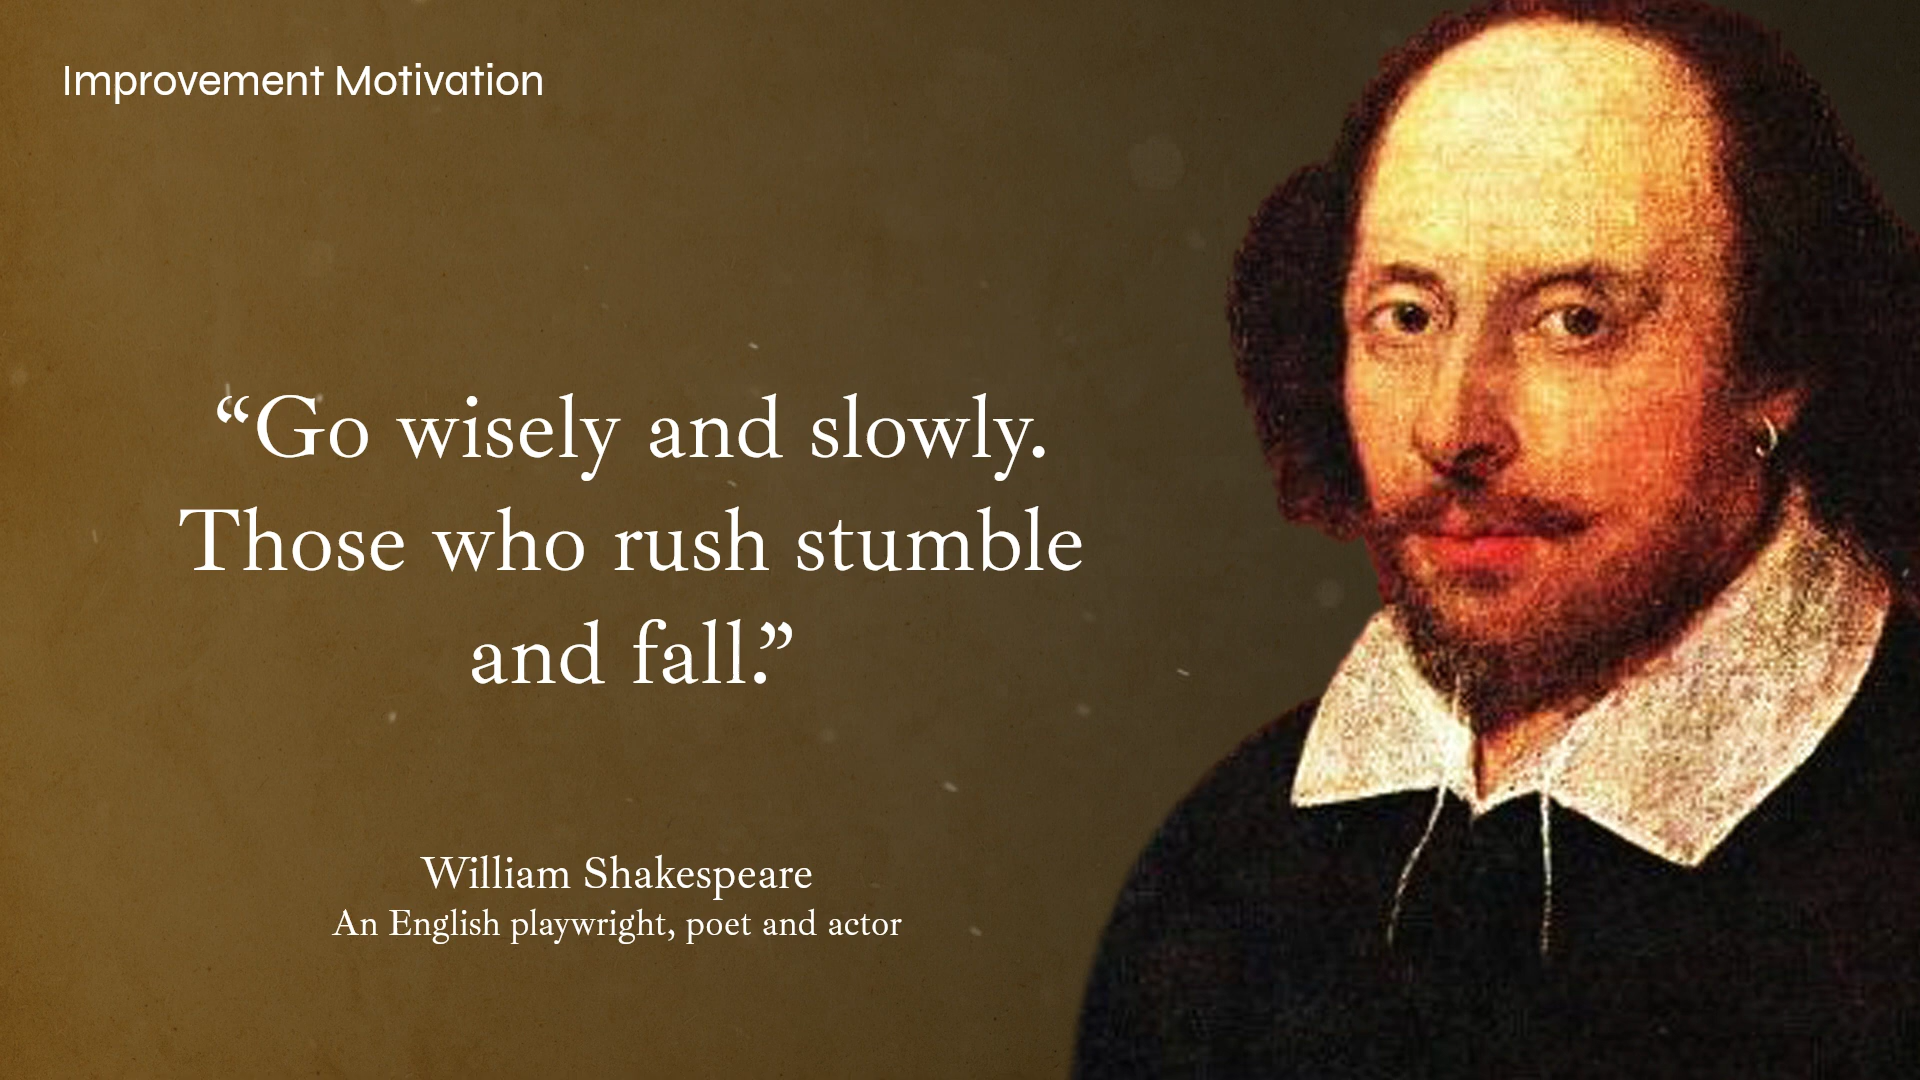 Improvement Motivation
“Go wisely and slowly.
Those who rush stumble
and fall.”
William Shakespeare
An English playwright, poet and actor